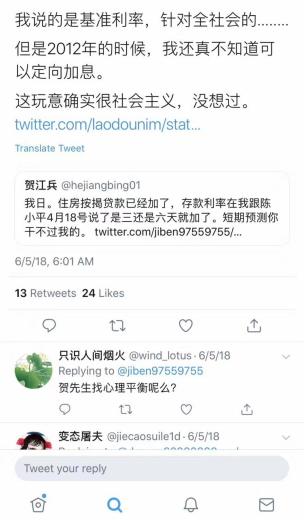 我说的是基准利率，针对全社会的........
但是2012年的时候，我还真不知道可
以定向加息。
这玩意确实很社会主义，没想过。
twitter.com/laodounim/stat...
Translate Tweet
贺江兵 @hejiangbing01
我日。住房按揭贷款已经加了，存款利率在我跟陈
小平4月18号说了是三还是六天就加了。短期预测你
干不过我的。 twitter.com/jiben97559755/...
6/5/18, 6:01 AM
13 Retweets 24 Likes
只识人间烟火 @wind_lotus · 6/5/18
Replying to @jiben97559755
贺先生找心理平衡呢么?
变态屠夫 @jiecaosuile1d · 6/5/18
Tweet your reply